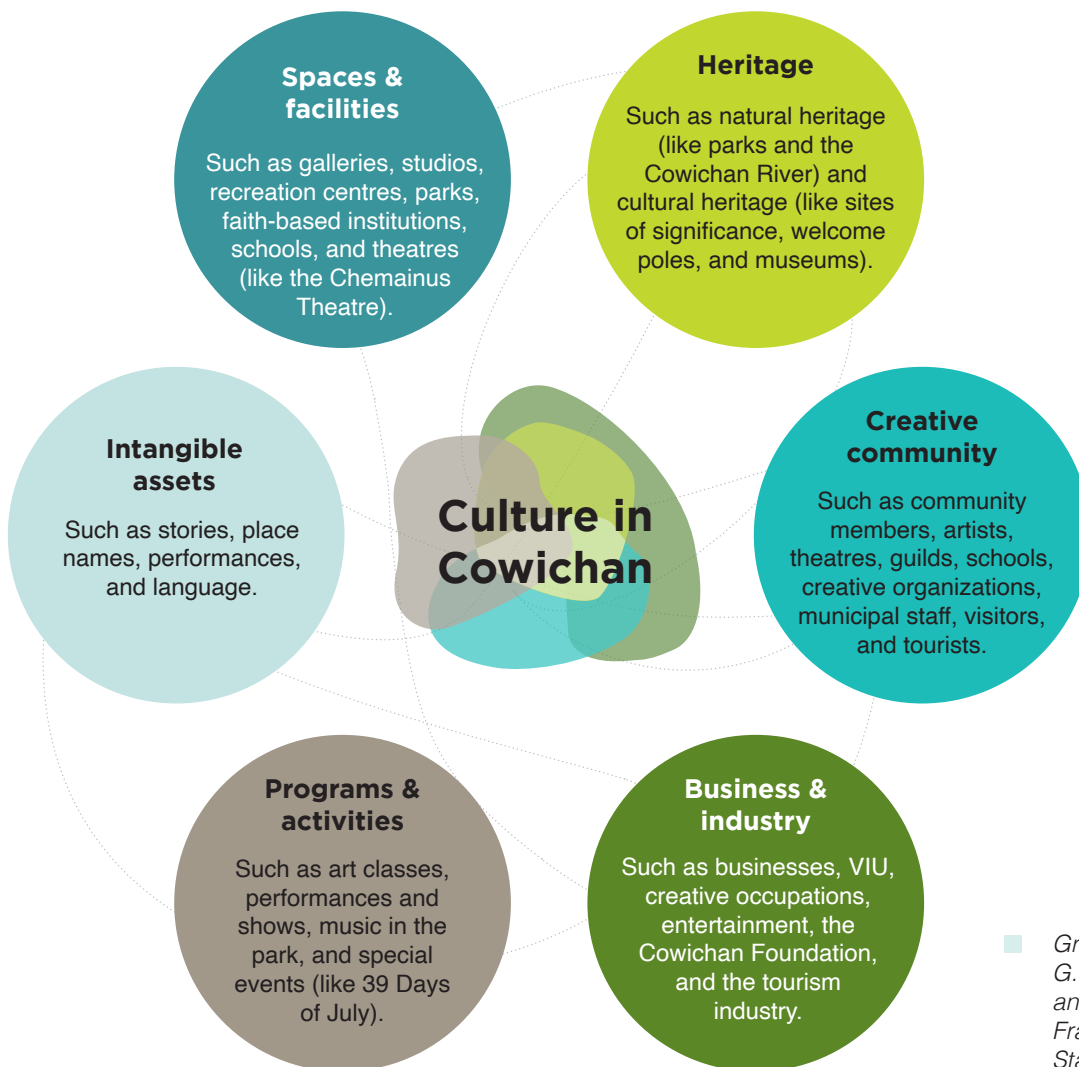 Spaces &
facilities
Such as galleries, studios,
recreation centres, parks,
faith-based institutions,
schools, and theatres
(like the Chemainus
Theatre).
Heritage
Such as natural heritage
(like parks and the
Cowichan River) and
cultural heritage (like sites
of significance, welcome
poles, and museums).
Intangible
assets
Such as stories, place
names, performances,
and language.
Culture in
Cowichan
Creative
community
Such as community
members, artists,
theatres, guilds, schools,
creative organizations,
municipal staff, visitors,
and tourists.
Programs &
activities
Such as art classes,
performances and
shows, music in the
park, and special
events (like 39 Days
of July).
Business &
industry
Such as businesses, VIU,
creative occupations,
entertainment, the
Cowichan Foundation,
and the tourism
industry.
G.